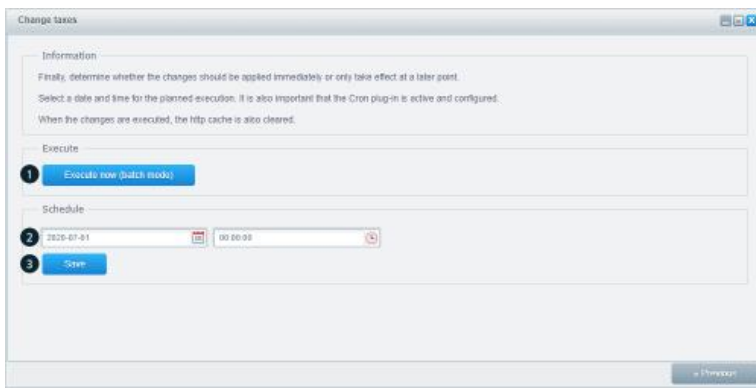 Change taxes
Information
Finally, determine whether the changes should be applied immediately or only take effect at a later point.
Select a date and time for the planned execution. It is also important that the Cron plug-in is active and configured.
When the changes are executed, the http cache is also cleared.
Execute
1 Execute now (batch mode)
Schedule
2 2020-07-01 00:00:00
3 Save
« Previous